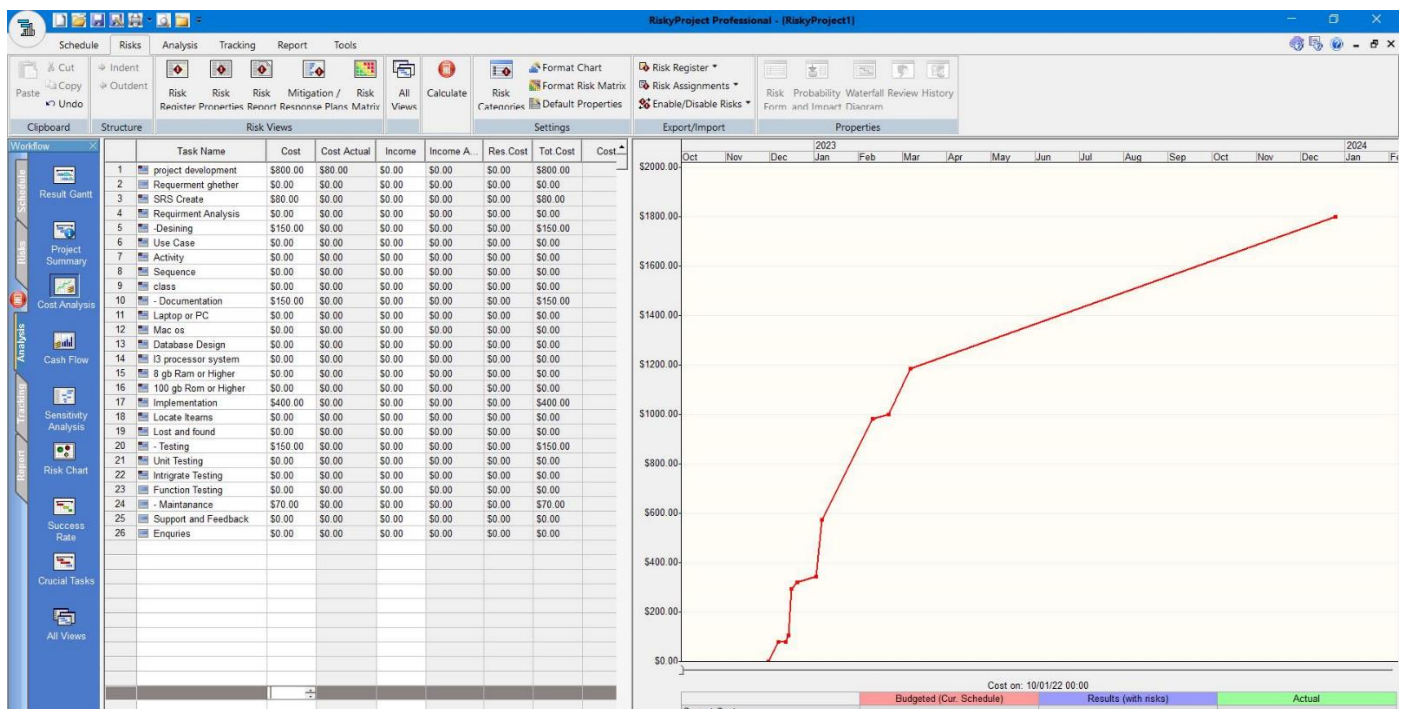 RiskyProject Professional - [RiskyProject1]
Schedule Risks Analysis Tracking Report Tools
Paste
Cut
Copy
Undo
Clipboard
Indent
Outdent
Structure
Risk Register
Risk Properties
Risk Report
Mitigation / Response Plans
Risk Matrix
Risk Views
All Views
Calculate
Risk Categories
Format Chart
Format Risk Matrix
Default Properties
Settings
Risk Register
Risk Assignments
Enable/Disable Risks
Export/Import
Risk Form
Probability and Impact
Waterfall Diagram
Review
History
Properties
Workflow
Schedule
Risks
Analysis
Tracking
Report
Result Gantt
Project Summary
Cost Analysis
Cash Flow
Sensitivity Analysis
Risk Chart
Success Rate
Crucial Tasks
All Views
Task Name Cost Cost Actual Income Income A... Res.Cost Tot.Cost Cost
1 project development $800.00 $80.00 $0.00 $0.00 $0.00 $800.00
2 Requerment ghether $0.00 $0.00 $0.00 $0.00 $0.00 $0.00
3 SRS Create $80.00 $0.00 $0.00 $0.00 $0.00 $80.00
4 Requirment Analysis $0.00 $0.00 $0.00 $0.00 $0.00 $0.00
5 -Desining $150.00 $0.00 $0.00 $0.00 $0.00 $150.00
6 Use Case $0.00 $0.00 $0.00 $0.00 $0.00 $0.00
7 Activity $0.00 $0.00 $0.00 $0.00 $0.00 $0.00
8 Sequence $0.00 $0.00 $0.00 $0.00 $0.00 $0.00
9 class $0.00 $0.00 $0.00 $0.00 $0.00 $0.00
10 - Documentation $150.00 $0.00 $0.00 $0.00 $0.00 $150.00
11 Laptop or PC $0.00 $0.00 $0.00 $0.00 $0.00 $0.00
12 Mac os $0.00 $0.00 $0.00 $0.00 $0.00 $0.00
13 Database Design $0.00 $0.00 $0.00 $0.00 $0.00 $0.00
14 I3 processor system $0.00 $0.00 $0.00 $0.00 $0.00 $0.00
15 8 gb Ram or Higher $0.00 $0.00 $0.00 $0.00 $0.00 $0.00
16 100 gb Rom or Higher $0.00 $0.00 $0.00 $0.00 $0.00 $0.00
17 Implementation $400.00 $0.00 $0.00 $0.00 $0.00 $400.00
18 Locate Iteams $0.00 $0.00 $0.00 $0.00 $0.00 $0.00
19 Lost and found $0.00 $0.00 $0.00 $0.00 $0.00 $0.00
20 - Testing $150.00 $0.00 $0.00 $0.00 $0.00 $150.00
21 Unit Testing $0.00 $0.00 $0.00 $0.00 $0.00 $0.00
22 Intrigrate Testing $0.00 $0.00 $0.00 $0.00 $0.00 $0.00
23 Function Testing $0.00 $0.00 $0.00 $0.00 $0.00 $0.00
24 - Maintanance $70.00 $0.00 $0.00 $0.00 $0.00 $70.00
25 Support and Feedback $0.00 $0.00 $0.00 $0.00 $0.00 $0.00
26 Enquries $0.00 $0.00 $0.00 $0.00 $0.00 $0.00
2023 2024
Oct Nov Dec Jan Feb Mar Apr May Jun Jul Aug Sep Oct Nov Dec Jan
$2000.00
$1800.00
$1600.00
$1400.00
$1200.00
$1000.00
$800.00
$600.00
$400.00
$200.00
$0.00
Cost on: 10/01/22 00:00
Budgeted (Cur. Schedule) Results (with risks) Actual